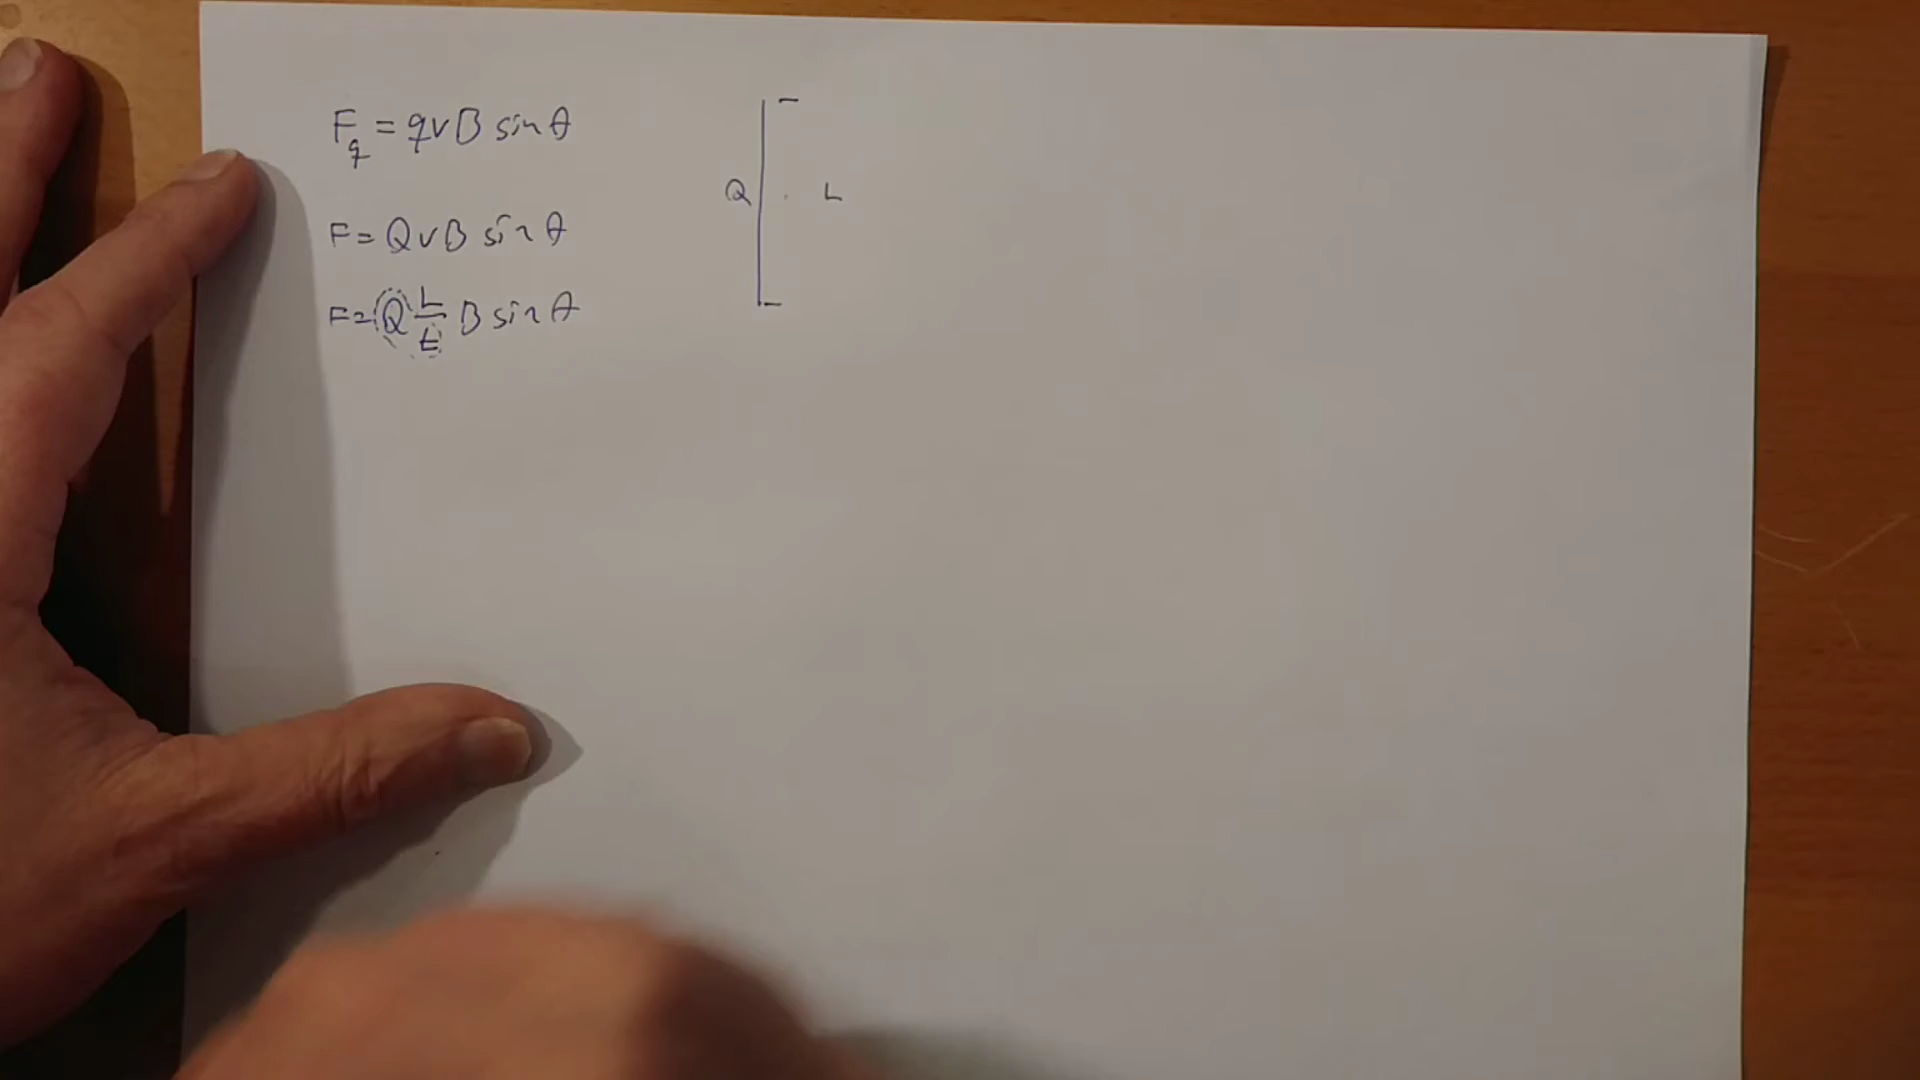 F_q = qvB sin θ
F = QvB sin θ
F = Q L/t B sin θ
Q L